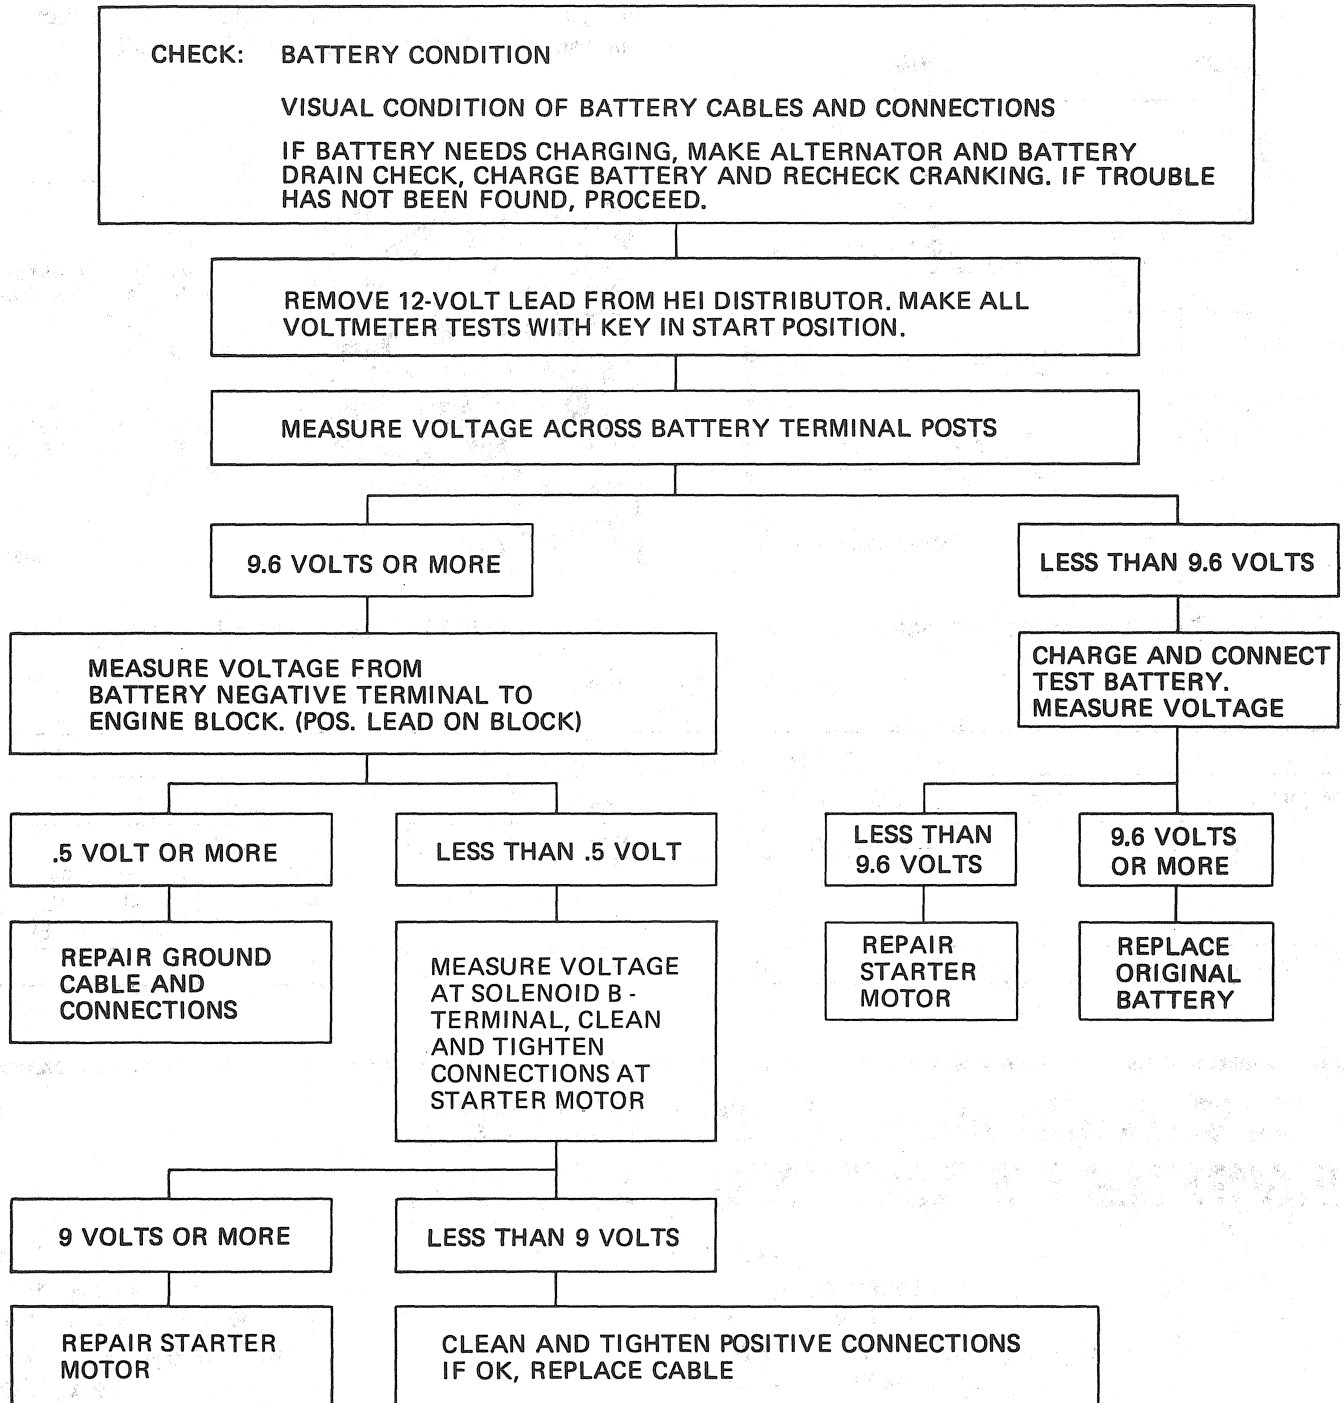 CHECK: BATTERY CONDITION
VISUAL CONDITION OF BATTERY CABLES AND CONNECTIONS
IF BATTERY NEEDS CHARGING, MAKE ALTERNATOR AND BATTERY
DRAIN CHECK, CHARGE BATTERY AND RECHECK CRANKING. IF TROUBLE
HAS NOT BEEN FOUND, PROCEED.
REMOVE 12-VOLT LEAD FROM HEI DISTRIBUTOR. MAKE ALL
VOLTMETER TESTS WITH KEY IN START POSITION.
MEASURE VOLTAGE ACROSS BATTERY TERMINAL POSTS
9.6 VOLTS OR MORE
LESS THAN 9.6 VOLTS
MEASURE VOLTAGE FROM
BATTERY NEGATIVE TERMINAL TO
ENGINE BLOCK. (POS. LEAD ON BLOCK)
CHARGE AND CONNECT
TEST BATTERY.
MEASURE VOLTAGE
.5 VOLT OR MORE
LESS THAN .5 VOLT
LESS THAN
9.6 VOLTS
9.6 VOLTS
OR MORE
REPAIR GROUND
CABLE AND
CONNECTIONS
MEASURE VOLTAGE
AT SOLENOID B -
TERMINAL, CLEAN
AND TIGHTEN
CONNECTIONS AT
STARTER MOTOR
REPAIR
STARTER
MOTOR
REPLACE
ORIGINAL
BATTERY
9 VOLTS OR MORE
LESS THAN 9 VOLTS
REPAIR STARTER
MOTOR
CLEAN AND TIGHTEN POSITIVE CONNECTIONS
IF OK, REPLACE CABLE